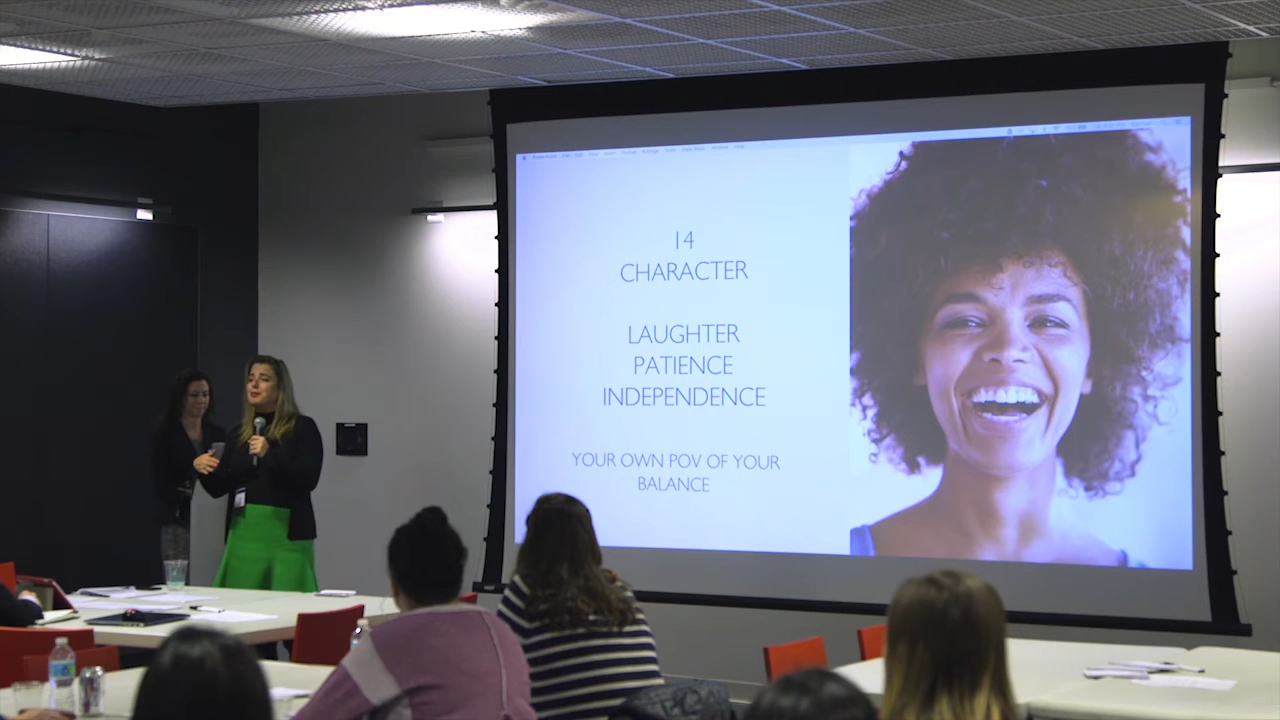 14
CHARACTER
LAUGHTER
PATIENCE
INDEPENDENCE
YOUR OWN POV OF YOUR
BALANCE